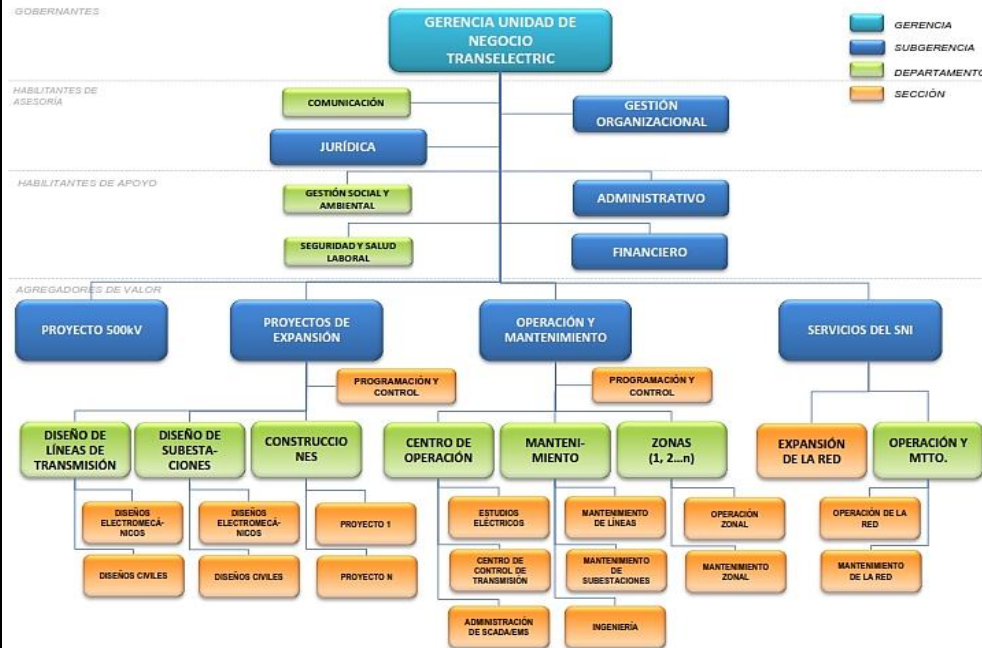 GOBERNANTES
GERENCIA UNIDAD DE
NEGOCIO
TRANSELECTRIC
GERENCIA
SUBGERENCIA
DEPARTAMENTO
SECCIÓN
HABILITANTES DE
ASESORÍA
COMUNICACIÓN
GESTIÓN
ORGANIZACIONAL
JURÍDICA
HABILITANTES DE APOYO
GESTIÓN SOCIAL Y
AMBIENTAL
ADMINISTRATIVO
SEGURIDAD Y SALUD
LABORAL
FINANCIERO
AGREGADORES DE VALOR
PROYECTO 500kV
PROYECTOS DE
EXPANSIÓN
OPERACIÓN Y
MANTENIMIENTO
SERVICIOS DEL SNI
PROGRAMACIÓN Y
CONTROL
PROGRAMACIÓN Y
CONTROL
DISEÑO DE
LÍNEAS DE
TRANSMISIÓN
DISEÑO DE
SUBESTA-
CIONES
CONSTRUCCIO
NES
CENTRO DE
OPERACIÓN
MANTENI-
MIENTO
ZONAS
(1, 2...n)
EXPANSIÓN
DE LA RED
OPERACIÓN Y
MTTO.
DISEÑOS
ELECTROMECÁ-
NICOS
DISEÑOS
ELECTROMECÁ-
NICOS
PROYECTO 1
ESTUDIOS
ELÉCTRICOS
MANTENIMIENTO
DE LÍNEAS
OPERACIÓN
ZONAL
OPERACIÓN DE LA
RED
DISEÑOS CIVILES
DISEÑOS CIVILES
PROYECTO N
CENTRO DE
CONTROL DE
TRANSMISIÓN
MANTENIMIENTO
DE
SUBESTACIONES
MANTENIMIENTO
ZONAL
MANTENIMIENTO
DE LA RED
ADMINISTRACIÓN
DE SCADA/EMS
INGENIERÍA